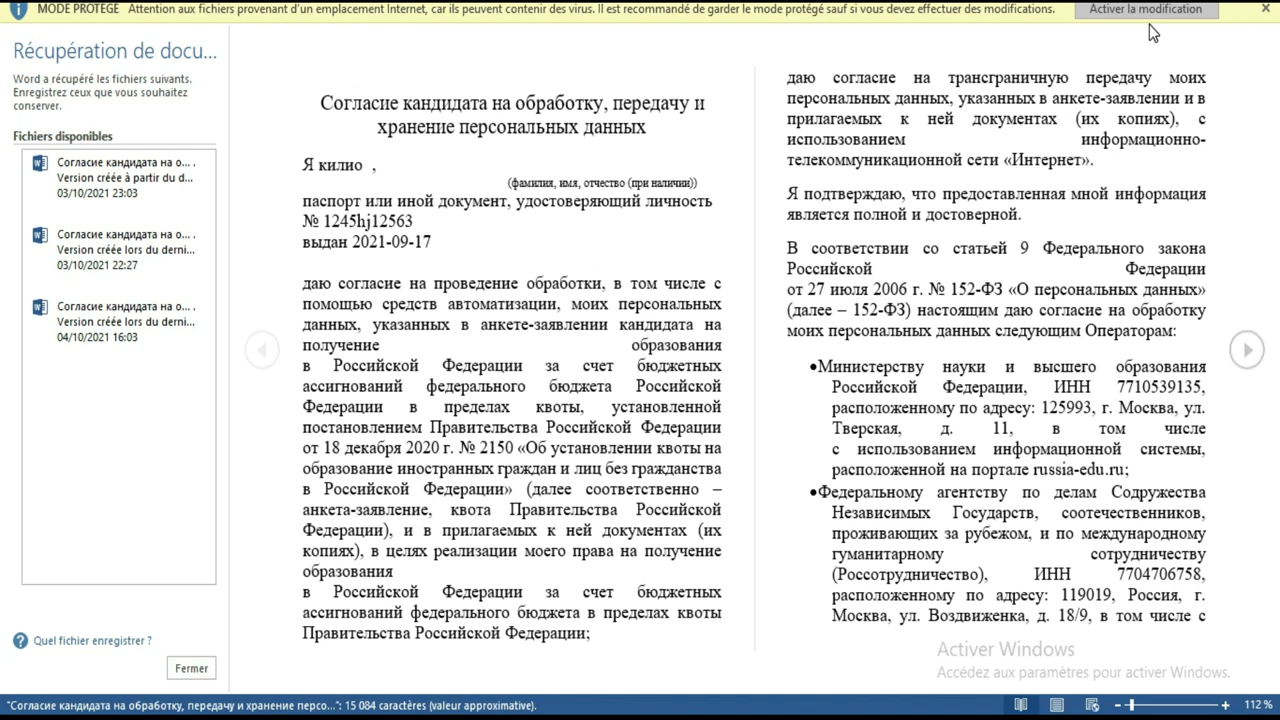 MODE PROTÉGÉ Attention aux fichiers provenant d'un emplacement Internet, car ils peuvent contenir des virus. Il est recommandé de garder le mode protégé sauf si vous devez effectuer des modifications. Activer la modification
Récupération de docu...
Word a récupéré les fichiers suivants.
Enregistrez ceux que vous souhaitez
conserver.
Fichiers disponibles
Согласие кандидата на о... .
Version créée à partir du d...
03/10/2021 23:03
Согласие кандидата на о... .
Version créée lors du derni...
03/10/2021 22:27
Согласие кандидата на о... .
Version créée lors du derni...
04/10/2021 16:03
Quel fichier enregistrer ?
Fermer
Согласие кандидата на обработку, передачу и
хранение персональных данных
Я килио ,
(фамилия, имя, отчество (при наличии))
паспорт или иной документ, удостоверяющий личность
№ 1245hj12563
выдан 2021-09-17
даю согласие на проведение обработки, в том числе с
помощью средств автоматизации, моих персональных
данных, указанных в анкете-заявлении кандидата на
получение образования
в Российской Федерации за счет бюджетных
ассигнований федерального бюджета Российской
Федерации в пределах квоты, установленной
постановлением Правительства Российской Федерации
от 18 декабря 2020 г. № 2150 «Об установлении квоты на
образование иностранных граждан и лиц без гражданства
в Российской Федерации» (далее соответственно –
анкета-заявление, квота Правительства Российской
Федерации), и в прилагаемых к ней документах (их
копиях), в целях реализации моего права на получение
образования
в Российской Федерации за счет бюджетных
ассигнований федерального бюджета в пределах квоты
Правительства Российской Федерации;
даю согласие на трансграничную передачу моих
персональных данных, указанных в анкете-заявлении и в
прилагаемых к ней документах (их копиях), с
использованием информационно-
телекоммуникационной сети «Интернет».
Я подтверждаю, что предоставленная мной информация
является полной и достоверной.
В соответствии со статьей 9 Федерального закона
Российской Федерации
от 27 июля 2006 г. № 152-ФЗ «О персональных данных»
(далее – 152-ФЗ) настоящим даю согласие на обработку
моих персональных данных следующим Операторам:
•Министерству науки и высшего образования
Российской Федерации, ИНН 7710539135,
расположенному по адресу: 125993, г. Москва, ул.
Тверская, д. 11, в том числе
с использованием информационной системы,
расположенной на портале russia-edu.ru;
•Федеральному агентству по делам Содружества
Независимых Государств, соотечественников,
проживающих за рубежом, и по международному
гуманитарному сотрудничеству
(Россотрудничество), ИНН 7704706758,
расположенному по адресу: 119019, Россия, г.
Москва, ул. Воздвиженка, д. 18/9, в том числе с
Activer Windows
Accédez aux paramètres pour activer Windows.
"Согласие кандидата на обработку, передачу и хранение персо...": 15 084 caractères (valeur approximative).
112 %